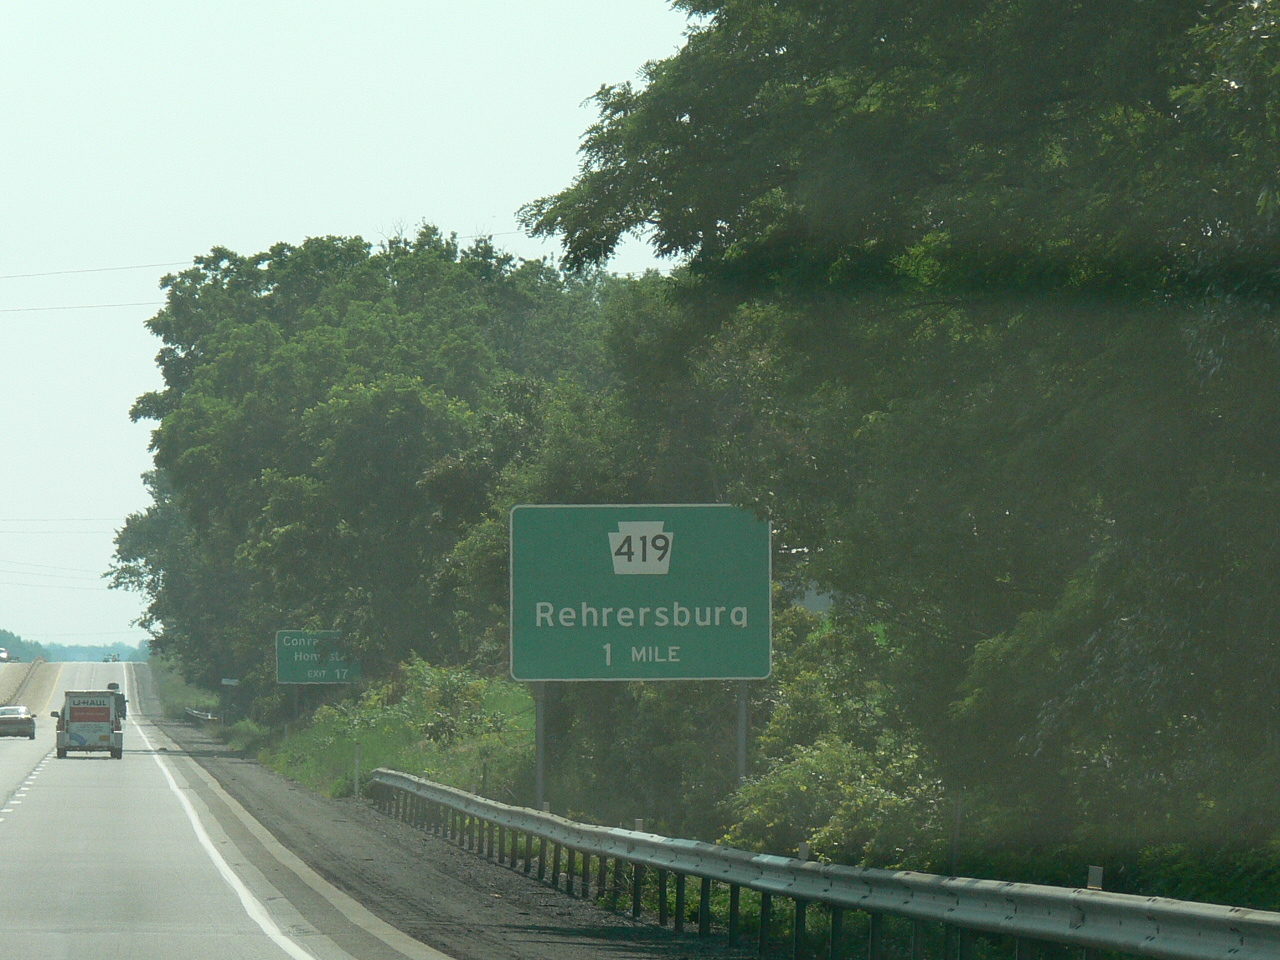 419
Rehrersburg
1 MILE
EXIT 17
U-HAUL